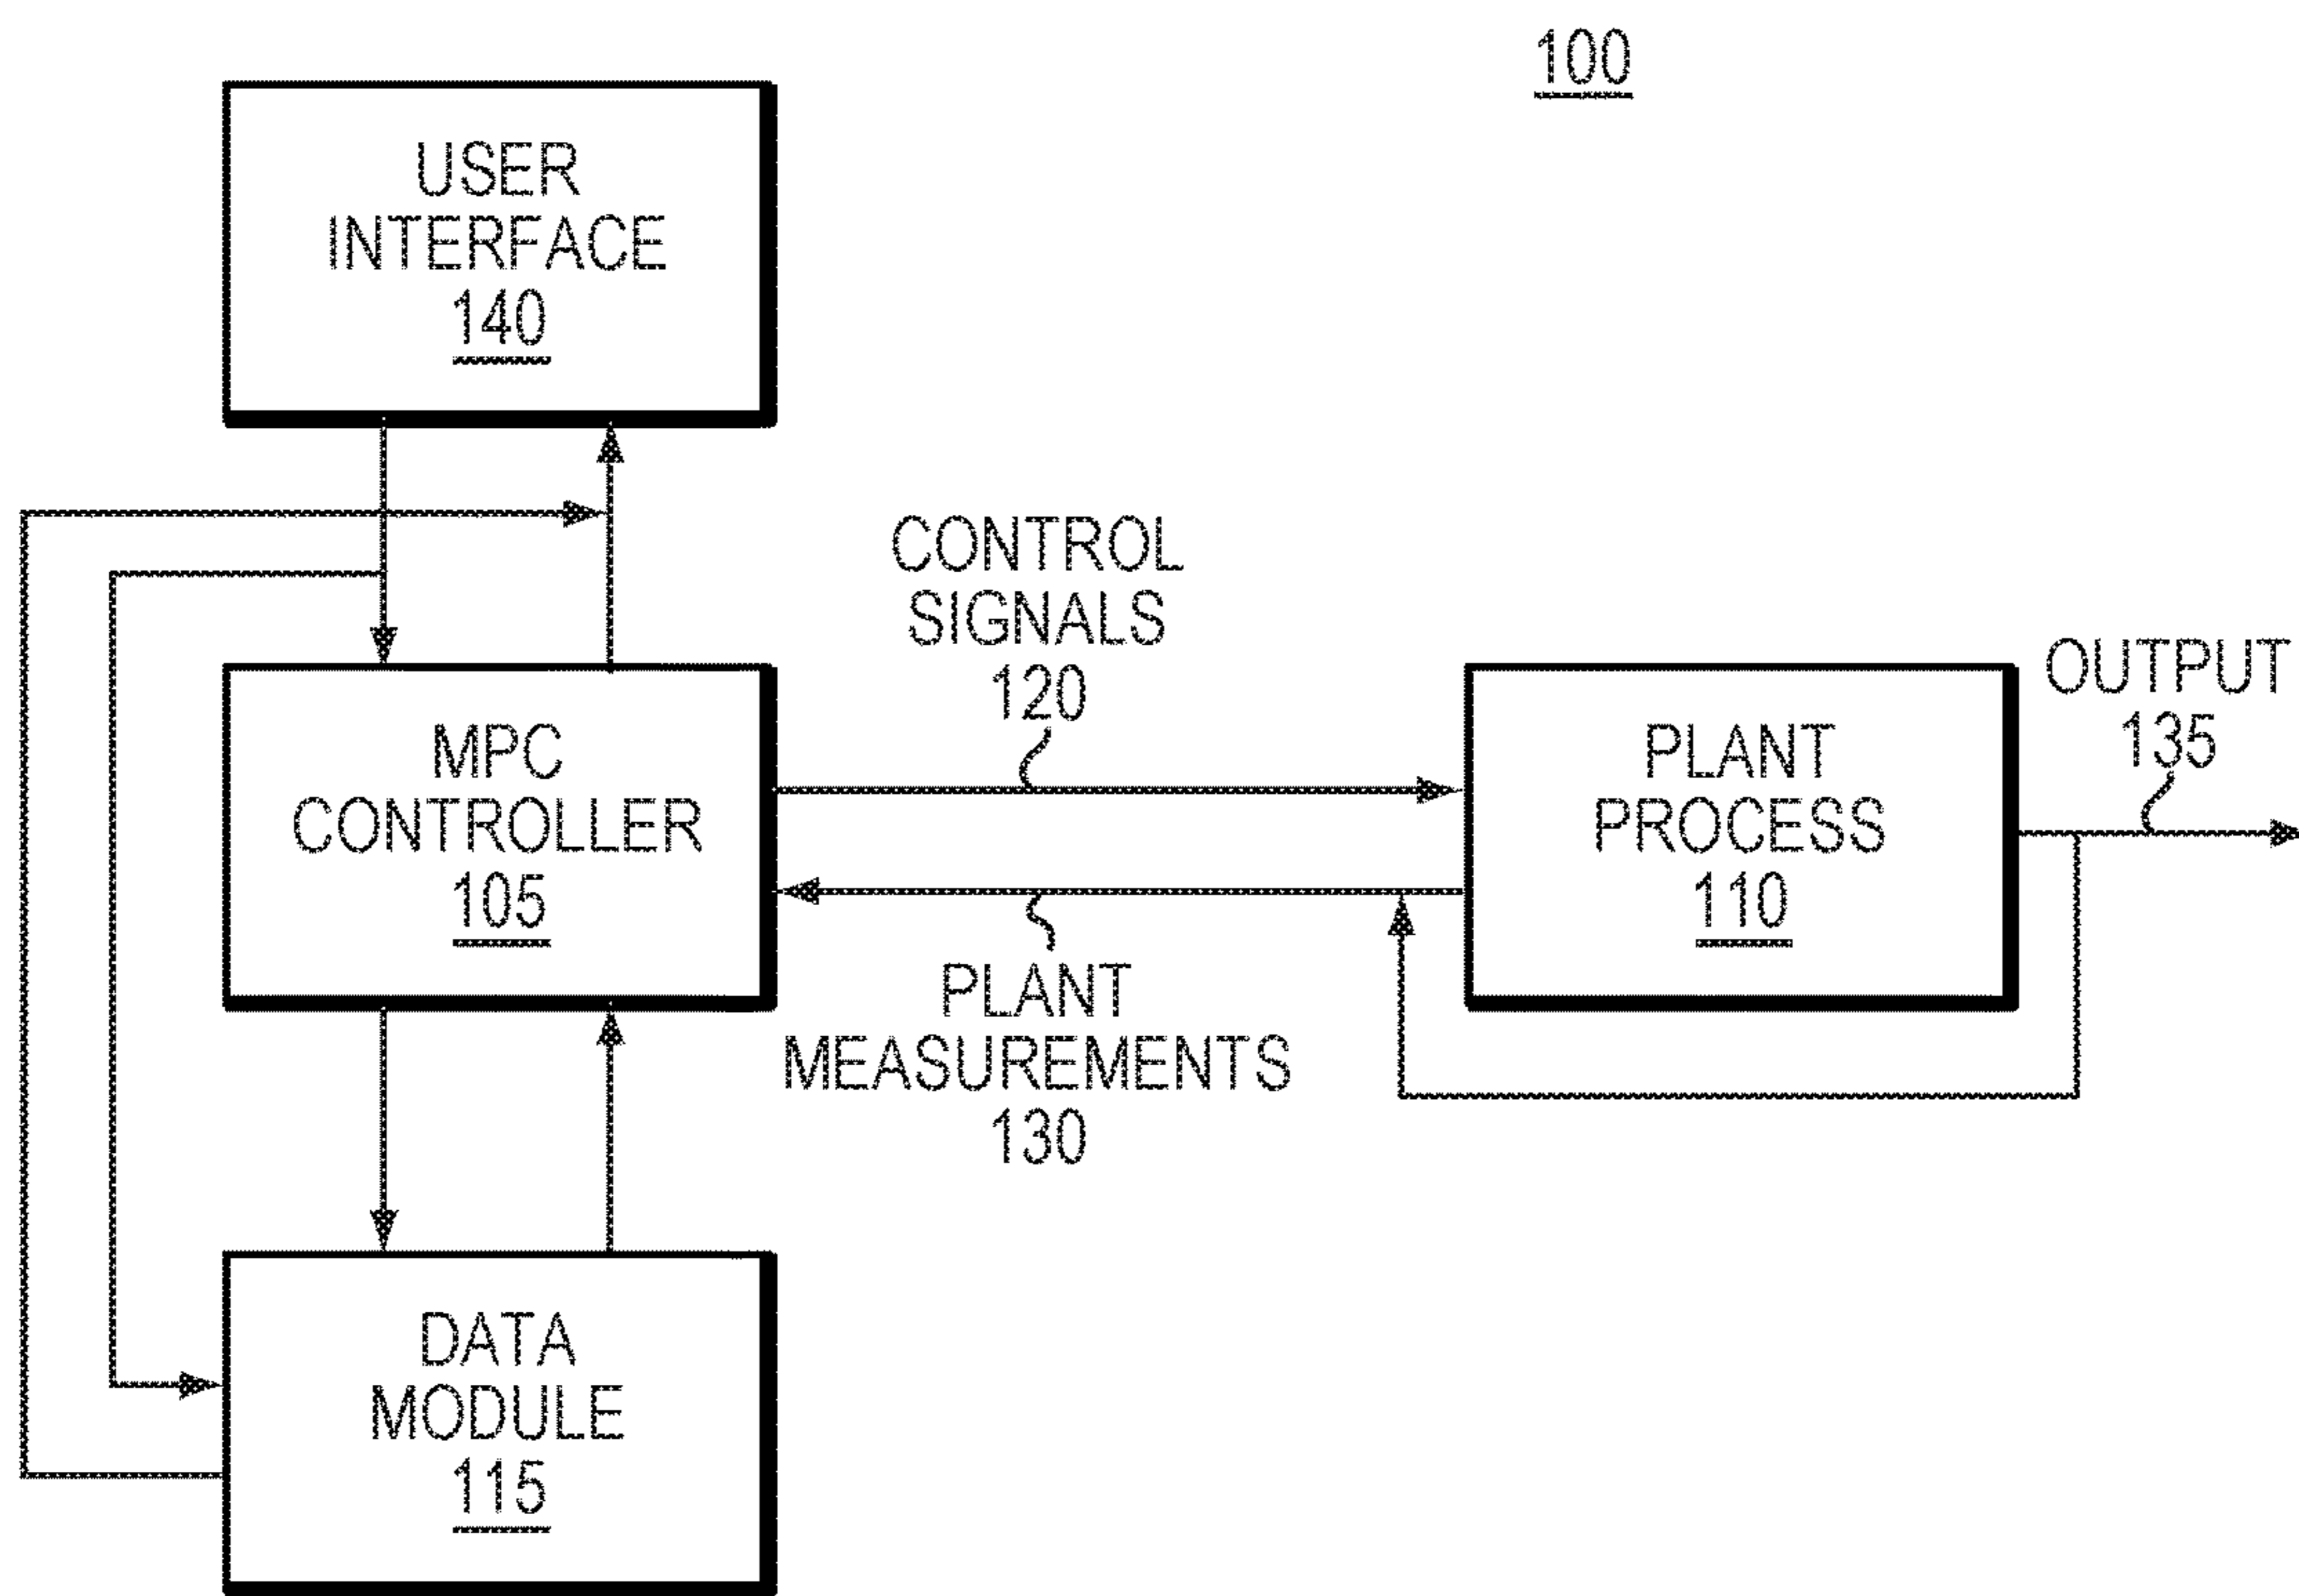 100
USER
INTERFACE
140
CONTROL
SIGNALS
120
OUTPUT
135
MPC
CONTROLLER
105
PLANT
PROCESS
110
PLANT
MEASUREMENTS
130
DATA
MODULE
115